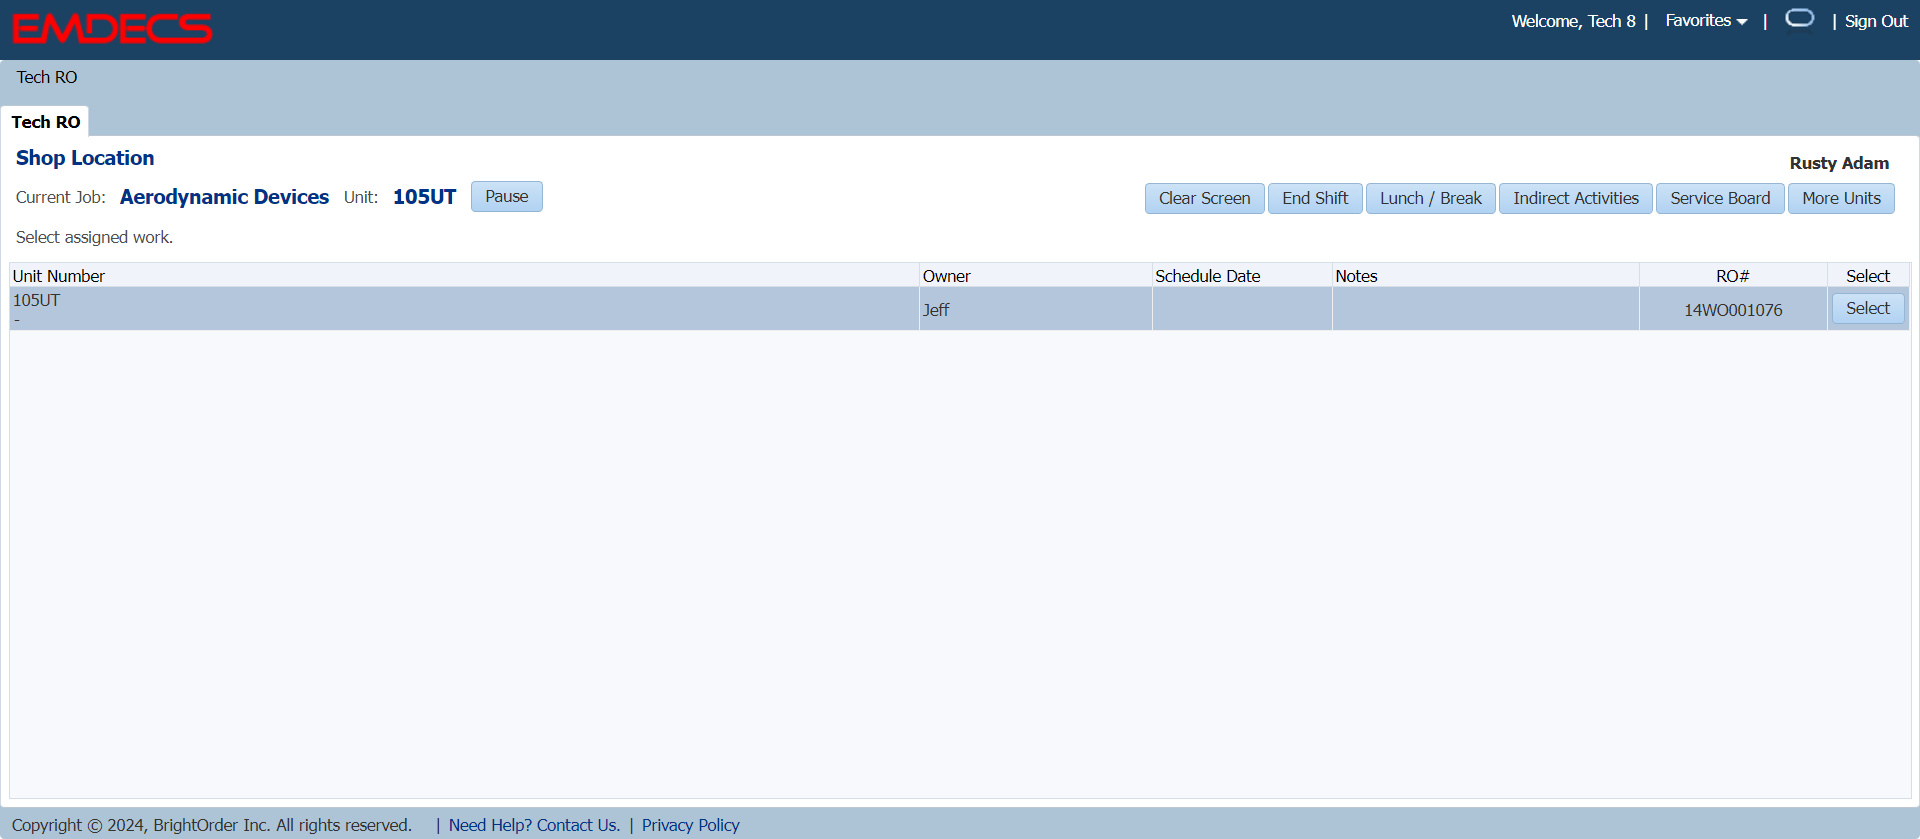 EMDECS
Welcome, Tech 8 | Favorites | | Sign Out
Tech RO
Tech RO
Shop Location
Rusty Adam
Current Job: Aerodynamic Devices Unit: 105UT Pause
Clear Screen End Shift Lunch / Break Indirect Activities Service Board More Units
Select assigned work.
Unit Number Owner Schedule Date Notes RO# Select
105UT
- Jeff 14WO001076 Select
Copyright © 2024, BrightOrder Inc. All rights reserved. | Need Help? Contact Us. | Privacy Policy